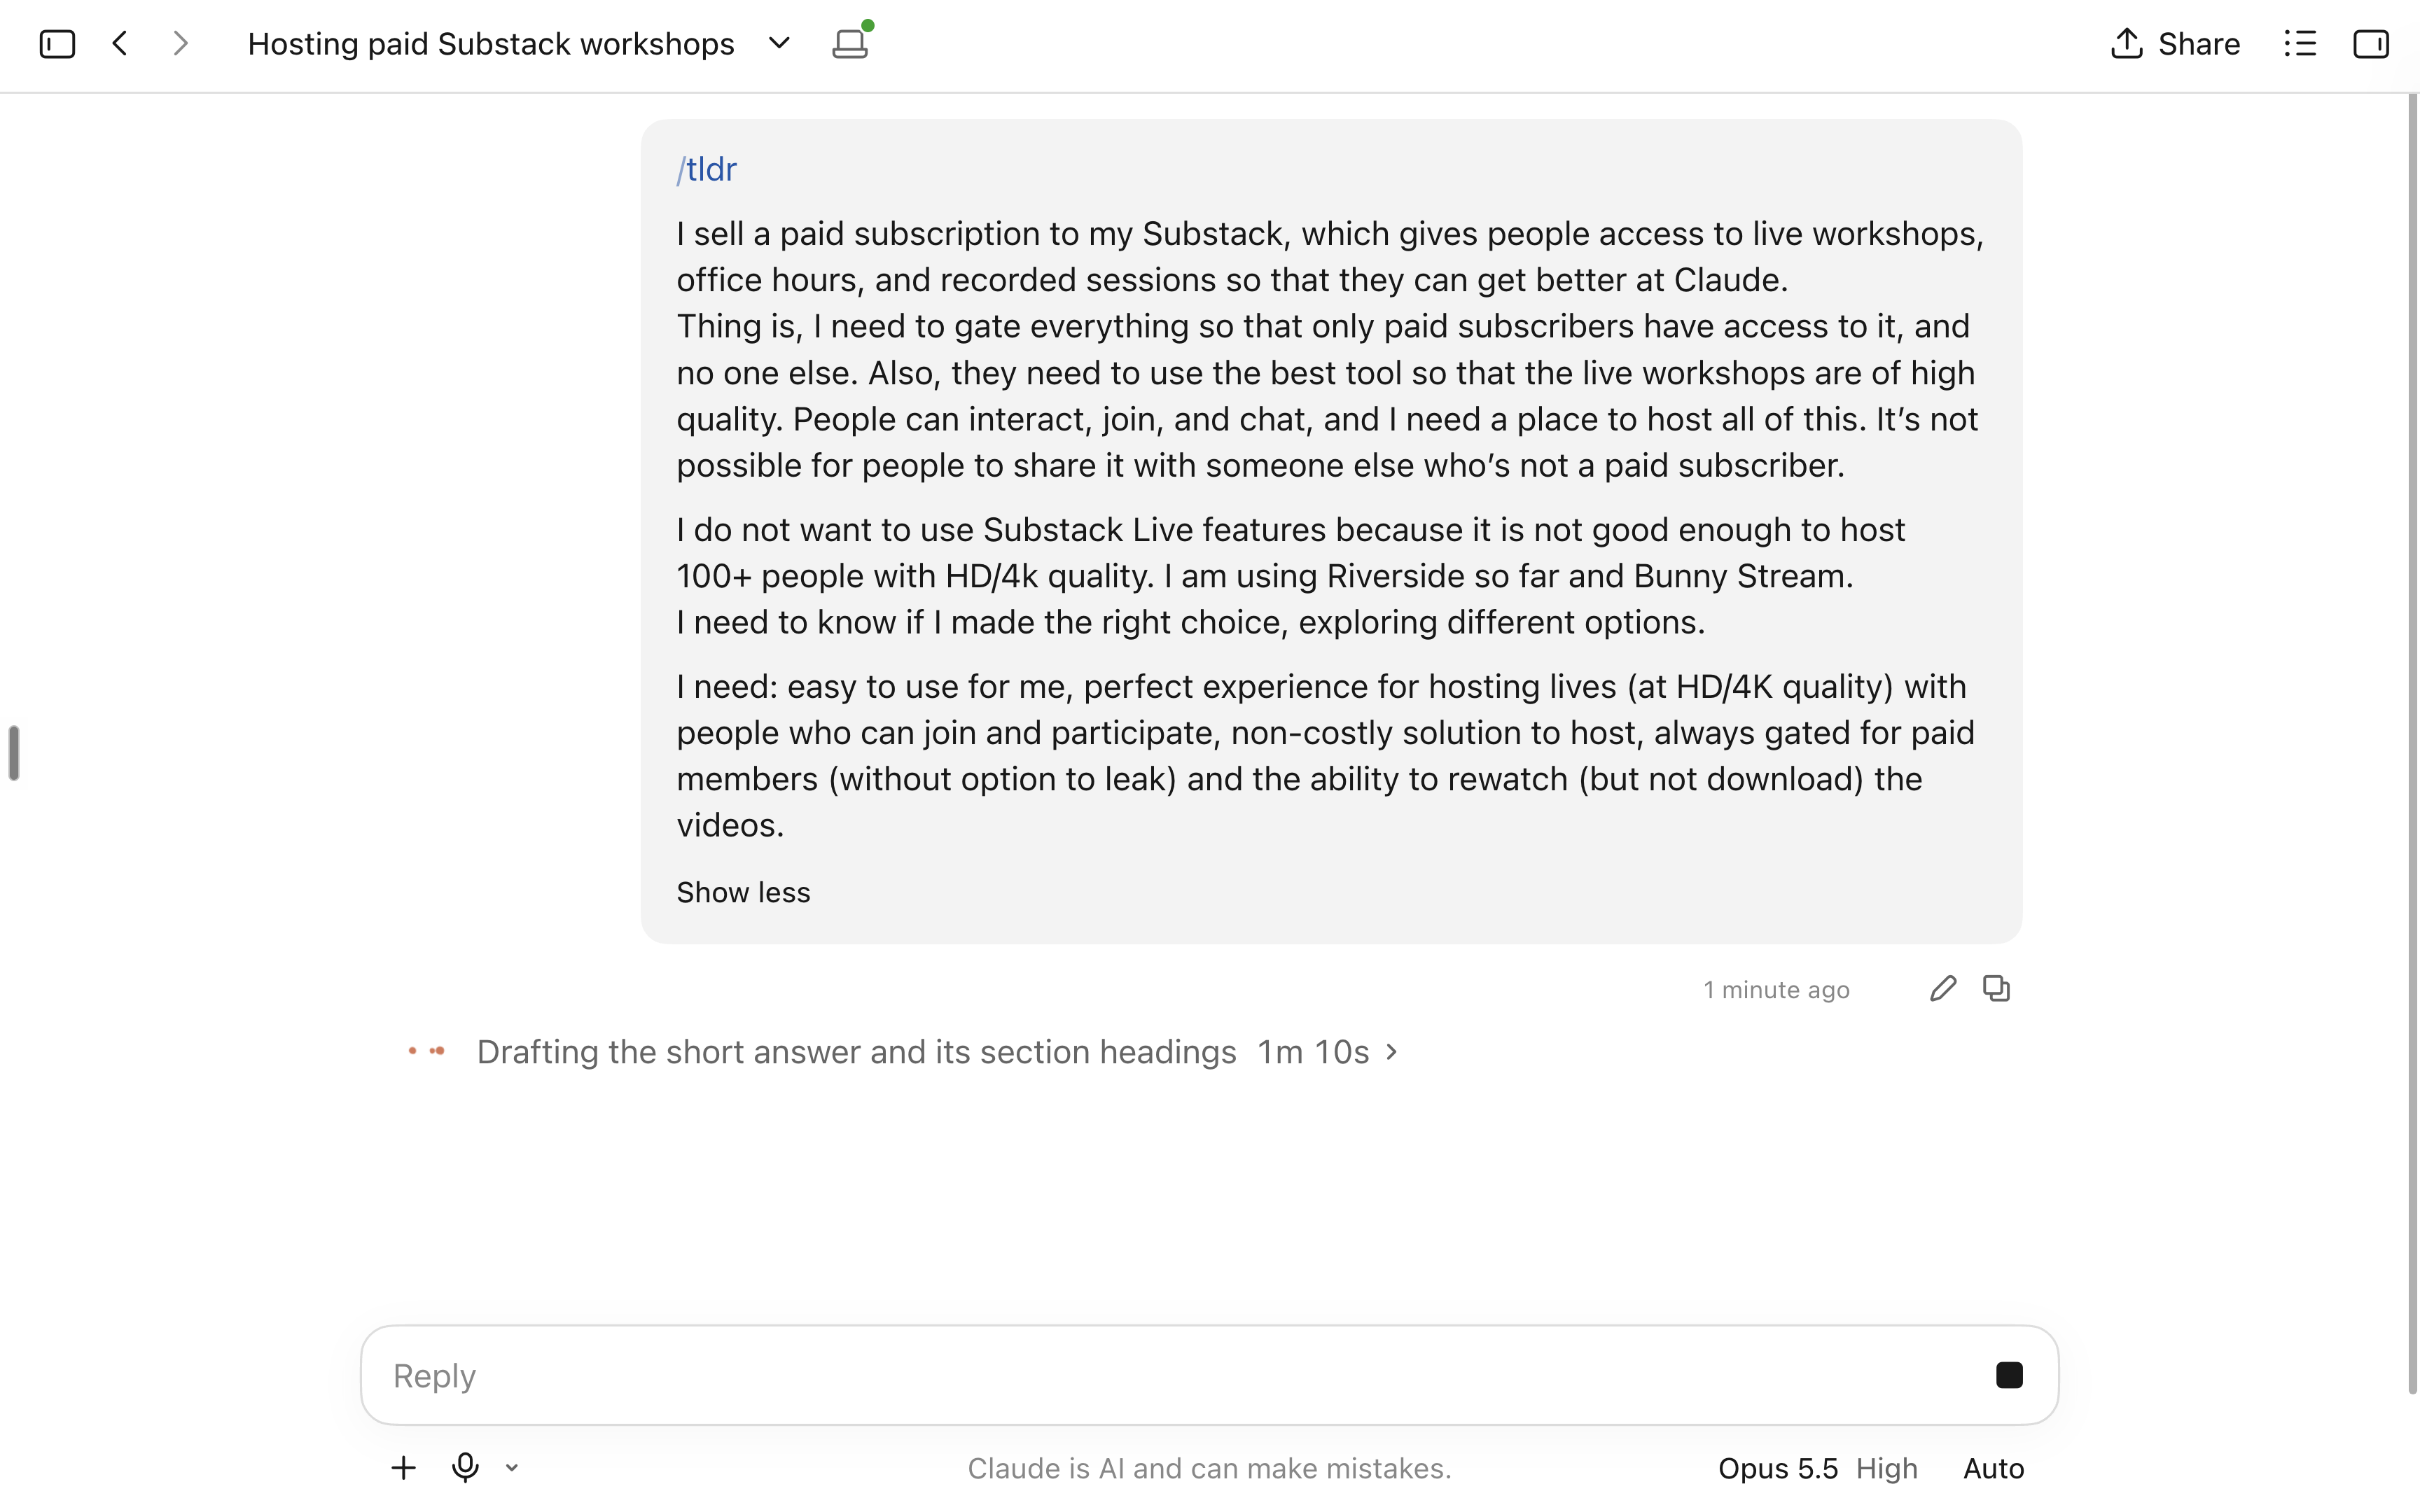 Hosting paid Substack workshops
Share
/tldr
I sell a paid subscription to my Substack, which gives people access to live workshops,
office hours, and recorded sessions so that they can get better at Claude.
Thing is, I need to gate everything so that only paid subscribers have access to it, and
no one else. Also, they need to use the best tool so that the live workshops are of high
quality. People can interact, join, and chat, and I need a place to host all of this. It’s not
possible for people to share it with someone else who’s not a paid subscriber.
I do not want to use Substack Live features because it is not good enough to host
100+ people with HD/4k quality. I am using Riverside so far and Bunny Stream.
I need to know if I made the right choice, exploring different options.
I need: easy to use for me, perfect experience for hosting lives (at HD/4K quality) with
people who can join and participate, non-costly solution to host, always gated for paid
members (without option to leak) and the ability to rewatch (but not download) the
videos.
Show less
1 minute ago
Drafting the short answer and its section headings 1m 10s
Reply
Claude is AI and can make mistakes.
Opus 5.5 High Auto